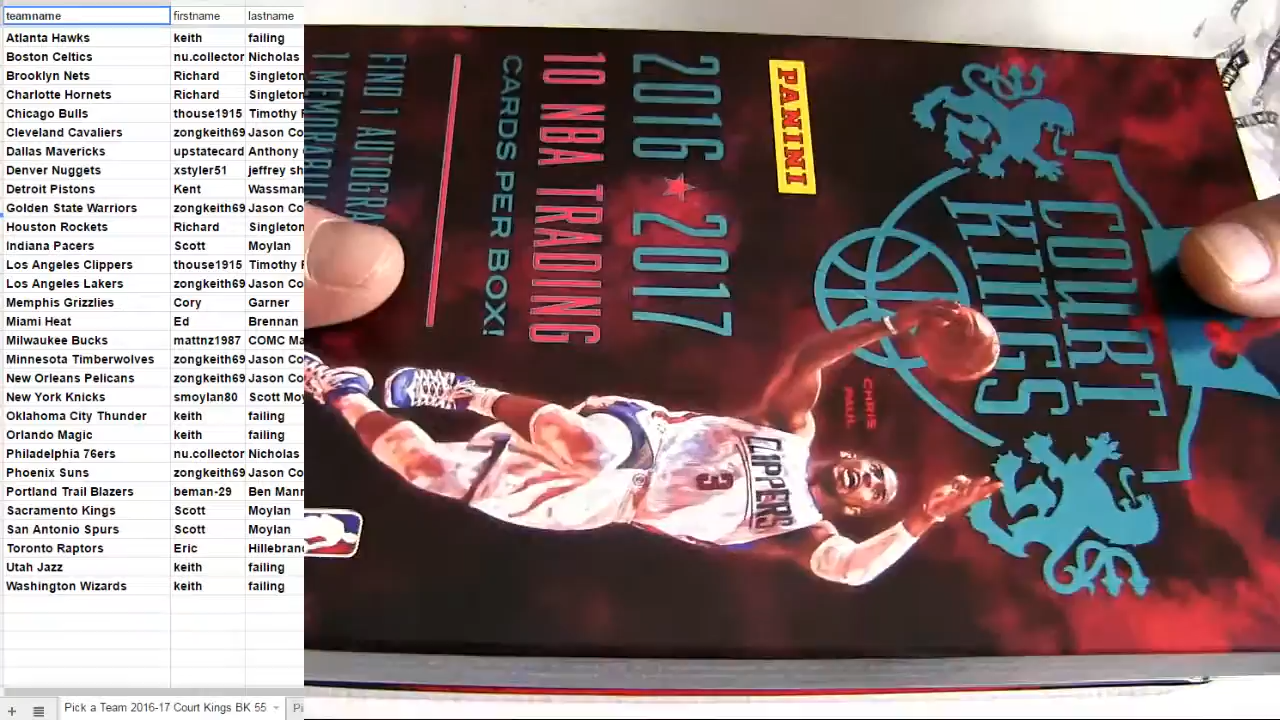 teamname firstname lastname
Atlanta Hawks keith failing
Boston Celtics nu.collector Nicholas
Brooklyn Nets Richard Singleton
Charlotte Hornets Richard Singleton
Chicago Bulls thouse1915 Timothy
Cleveland Cavaliers zongkeith69 Jason Co
Dallas Mavericks upstatecard Anthony
Denver Nuggets xstyler51 jeffrey sh
Detroit Pistons Kent Wassman
Golden State Warriors zongkeith69 Jason Co
Houston Rockets Richard Singleton
Indiana Pacers Scott Moylan
Los Angeles Clippers thouse1915 Timothy
Los Angeles Lakers zongkeith69 Jason Co
Memphis Grizzlies Cory Garner
Miami Heat Ed Brennan
Milwaukee Bucks mattnz1987 COMC Ma
Minnesota Timberwolves zongkeith69 Jason Co
New Orleans Pelicans zongkeith69 Jason Co
New York Knicks smoylan80 Scott Moy
Oklahoma City Thunder keith failing
Orlando Magic keith failing
Philadelphia 76ers nu.collector Nicholas
Phoenix Suns zongkeith69 Jason Co
Portland Trail Blazers beman-29 Ben Mann
Sacramento Kings Scott Moylan
San Antonio Spurs Scott Moylan
Toronto Raptors Eric Hillebrand
Utah Jazz keith failing
Washington Wizards keith failing
Pick a Team 2016-17 Court Kings BK 55
COURT
KINGS
PANINI
CHRIS
PAUL
CLIPPERS
3
2016 ★ 2017
10 NBA TRADING
CARDS PER BOX!
FIND 1 AUTOGRA
1 MEMORABILI